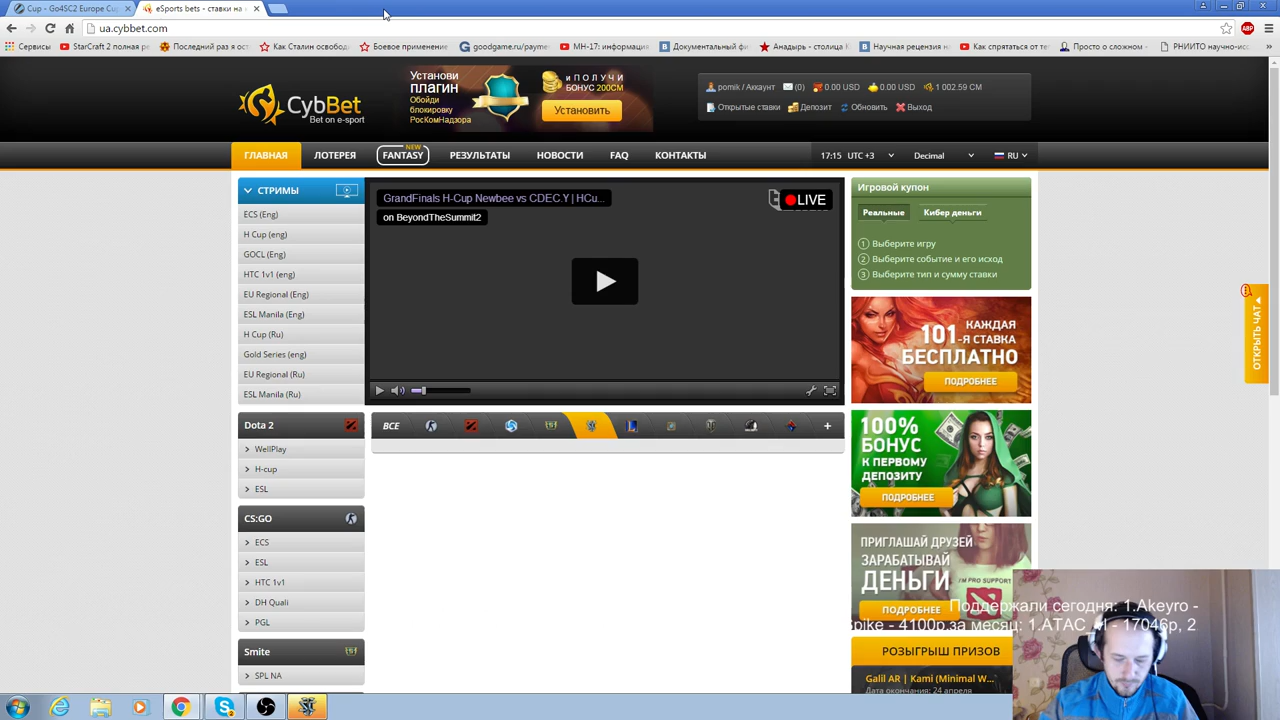 Cup - Go4SC2 Europe Cup
eSports bets - ставки на
ua.cybbet.com
Сервисы
StarCraft 2 полная ре
Последний раз я ост
Как Сталин освобод
Боевое применение
goodgame.ru/payme
МН-17: информация
Документальный фи
Анадырь - столица
Научная рецензия н
Как спрятаться от те
Просто о сложном -
РНИИТО научно-исс
CybBet
Bet on e-sport
Установи
плагин
Обойди
блокировку
РосКомНадзора
и ПОЛУЧИ
БОНУС 200СМ
Установить
pomik / Аккаунт (0) 0.00 USD 0.00 USD 1 002.59 CM
Открытые ставки Депозит Обновить Выход
ГЛАВНАЯ ЛОТЕРЕЯ FANTASY NEW РЕЗУЛЬТАТЫ НОВОСТИ FAQ КОНТАКТЫ 17:15 UTC +3 Decimal RU
СТРИМЫ
ECS (Eng)
H Cup (eng)
GOCL (Eng)
HTC 1v1 (eng)
EU Regional (Eng)
ESL Manila (Eng)
H Cup (Ru)
Gold Series (eng)
EU Regional (Ru)
ESL Manila (Ru)
Dota 2
WellPlay
H-cup
ESL
CS:GO
ECS
ESL
HTC 1v1
DH Quali
PGL
Smite
SPL NA
GrandFinals H-Cup Newbee vs CDEC.Y | HCu...
on BeyondTheSummit2
LIVE
ВСЕ +
Игровой купон
Реальные Кибер деньги
1 Выберите игру
2 Выберите событие и его исход
3 Выберите тип и сумму ставки
101-я КАЖДАЯ
СТАВКА
БЕСПЛАТНО
ПОДРОБНЕЕ
100%
БОНУС
К ПЕРВОМУ
ДЕПОЗИТУ
ПОДРОБНЕЕ
ПРИГЛАШАЙ ДРУЗЕЙ
ЗАРАБАТЫВАЙ
ДЕНЬГИ
I'M PRO SUPPORT
ПОДРОБНЕЕ
РОЗЫГРЫШ ПРИЗОВ
Galil AR | Kami (Minimal W...
Дата окончания: 24 апреля
ОТКРЫТЬ ЧАТ
ABP
Поддержали сегодня: 1.Akeyro -
Spike - 4100р.за месяц: 1.ATAC - 17046р, 2